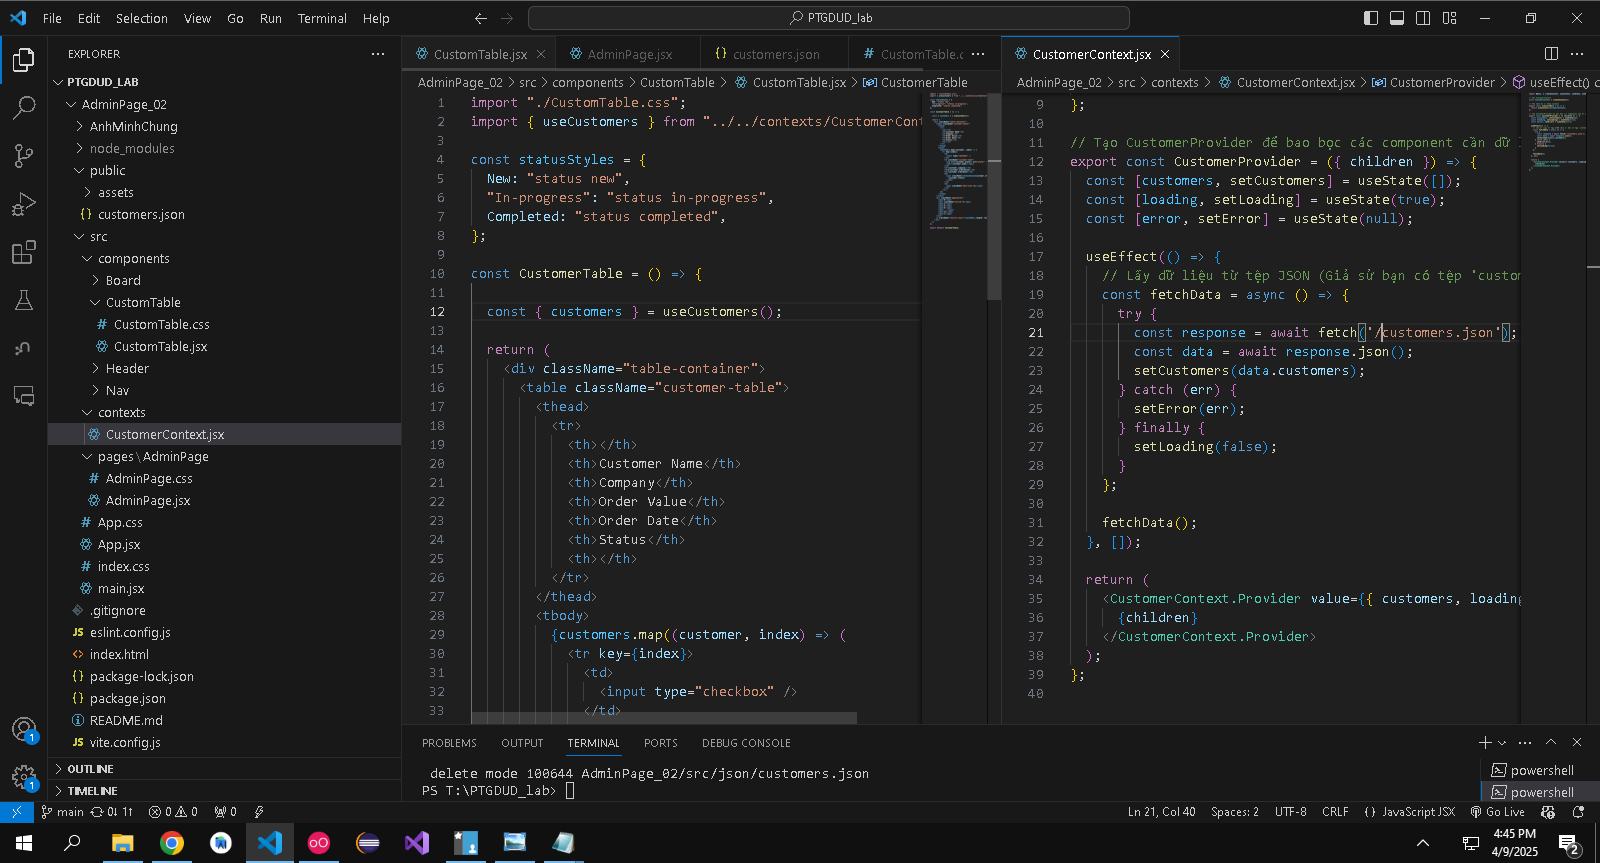 File Edit Selection View Go Run Terminal Help
PTGDUD_lab
EXPLORER
PTGDUD_LAB
AdminPage_02
AnhMinhChung
node_modules
public
assets
{} customers.json
src
components
Board
CustomTable
# CustomTable.css
CustomTable.jsx
Header
Nav
contexts
CustomerContext.jsx
pages\AdminPage
# AdminPage.css
AdminPage.jsx
# App.css
App.jsx
# index.css
main.jsx
.gitignore
JS eslint.config.js
<> index.html
{} package-lock.json
{} package.json
README.md
JS vite.config.js
OUTLINE
TIMELINE
1
1
CustomTable.jsx
AdminPage.jsx
{} customers.json
# CustomTable.c
AdminPage_02 > src > components > CustomTable > CustomTable.jsx > CustomerTable
1 import "./CustomTable.css";
2 import { useCustomers } from "../../contexts/CustomerCon
3
4 const statusStyles = {
5 New: "status new",
6 "In-progress": "status in-progress",
7 Completed: "status completed",
8 };
9
10 const CustomerTable = () => {
11
12 const { customers } = useCustomers();
13
14 return (
15 <div className="table-container">
16 <table className="customer-table">
17 <thead>
18 <tr>
19 <th></th>
20 <th>Customer Name</th>
21 <th>Company</th>
22 <th>Order Value</th>
23 <th>Order Date</th>
24 <th>Status</th>
25 <th></th>
26 </tr>
27 </thead>
28 <tbody>
29 {customers.map((customer, index) => (
30 <tr key={index}>
31 <td>
32 <input type="checkbox" />
33 </td>
CustomerContext.jsx
AdminPage_02 > src > contexts > CustomerContext.jsx > CustomerProvider > useEffect() c
9 };
10
11 // Tạo CustomerProvider để bao bọc các component cần dữ
12 export const CustomerProvider = ({ children }) => {
13 const [customers, setCustomers] = useState([]);
14 const [loading, setLoading] = useState(true);
15 const [error, setError] = useState(null);
16
17 useEffect(() => {
18 // Lấy dữ liệu từ tệp JSON (Giả sử bạn có tệp 'custom
19 const fetchData = async () => {
20 try {
21 const response = await fetch('/customers.json');
22 const data = await response.json();
23 setCustomers(data.customers);
24 } catch (err) {
25 setError(err);
26 } finally {
27 setLoading(false);
28 }
29 };
30
31 fetchData();
32 }, []);
33
34 return (
35 <CustomerContext.Provider value={{ customers, loading
36 {children}
37 </CustomerContext.Provider>
38 );
39 };
40
PROBLEMS OUTPUT TERMINAL PORTS DEBUG CONSOLE
delete mode 100644 AdminPage_02/src/json/customers.json
PS T:\PTGDUD_lab>
powershell
powershell
main 0↓ 1↑ 0 0 0
Ln 21, Col 40 Spaces: 2 UTF-8 CRLF {} JavaScript JSX Go Live
4:45 PM
4/9/2025
2